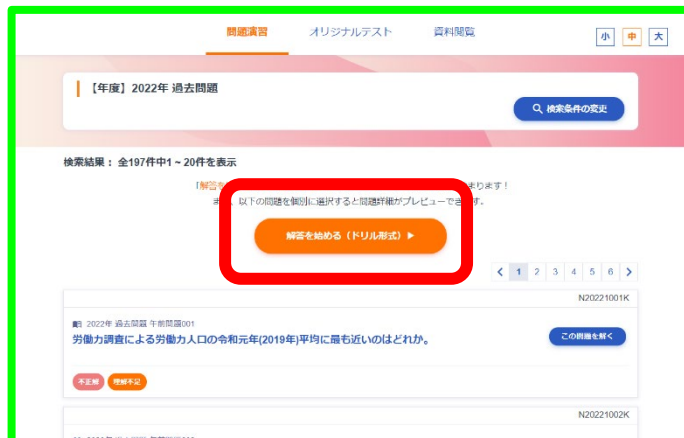 問題演習 オリジナルテスト 資料閲覧 小 中 大
【年度】2022年 過去問題
検索条件の変更
検索結果： 全197件中1 ~ 20件を表示
「解答を まります！
以下の問題を個別に選択すると問題詳細がプレビューで す。
解答を始める（ドリル形式）▶
< 1 2 3 4 5 6 >
N20221001K
2022年 過去問題 午前問題001
労働力調査による労働力人口の令和元年(2019年)平均に最も近いのはどれか。
この問題を解く
不正解 理解不足
N20221002K